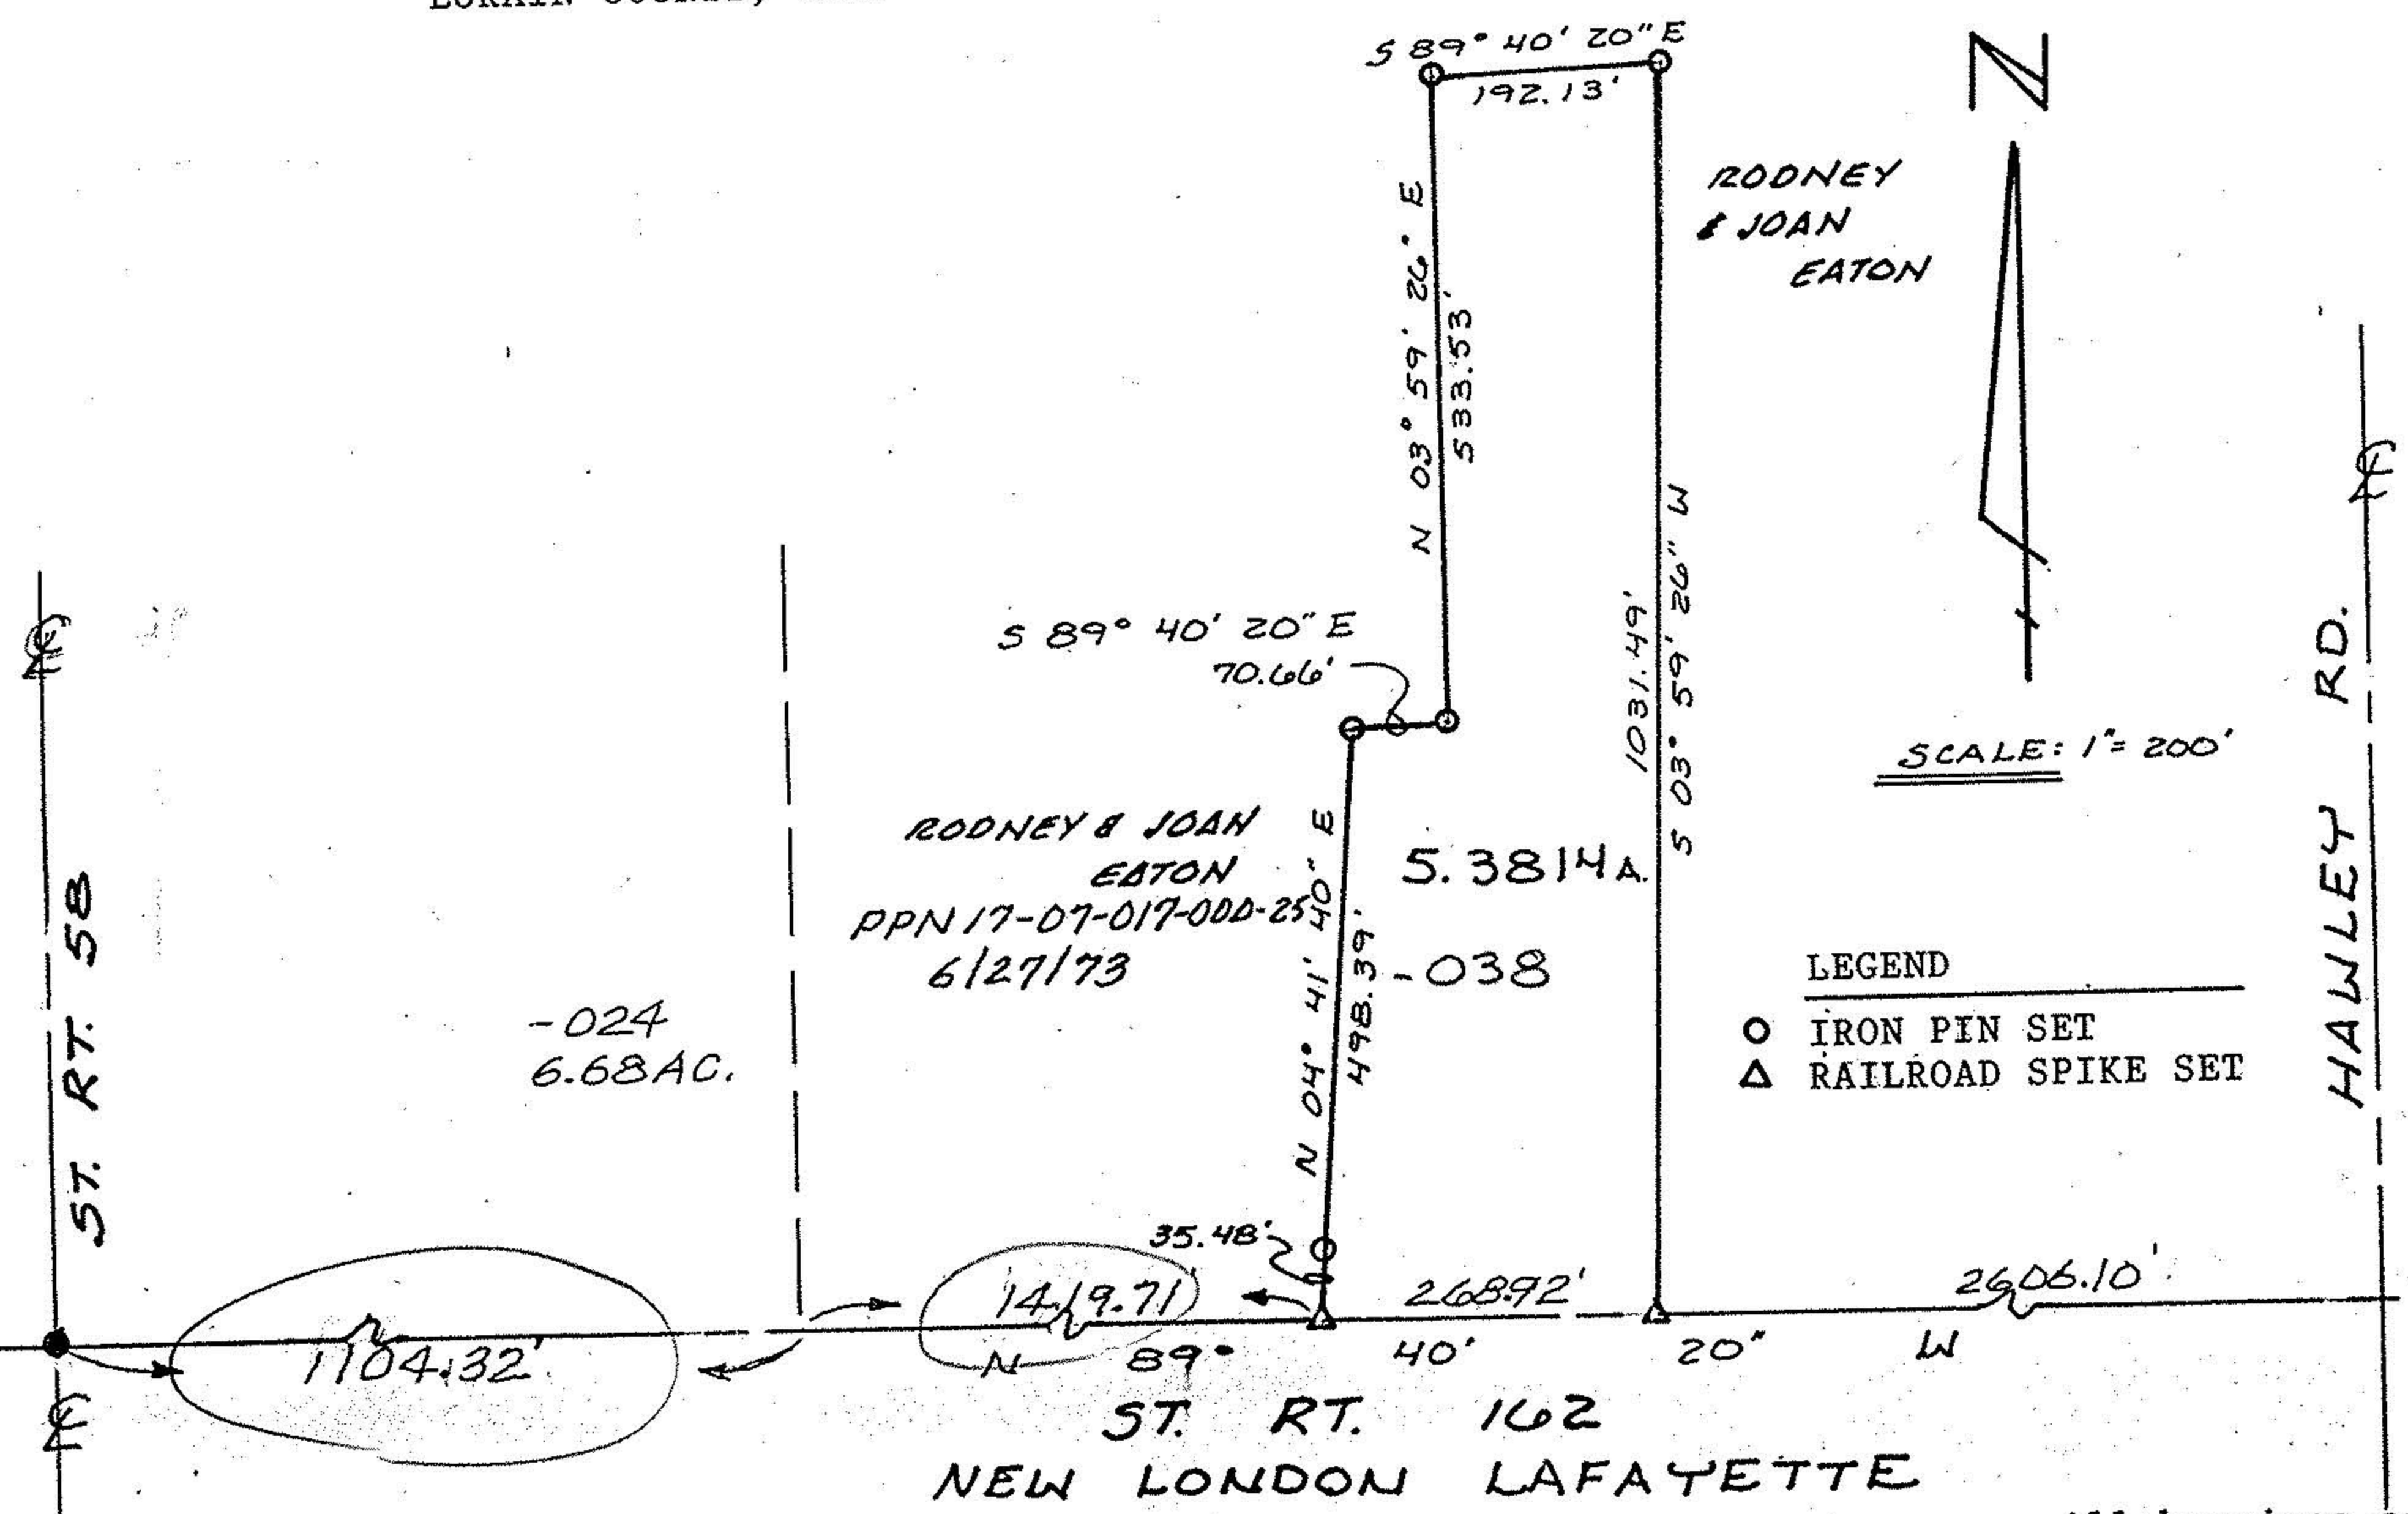 S 89° 40' 20" E
192.13'
N
RODNEY
& JOAN
EATON
N 03° 59' 26" E
533.53'
S 89° 40' 20" E
70.66'
1031.49'
S 03° 59' 26" W
SCALE: 1"= 200'
HAWLEY RD.
RODNEY & JOAN
EATON
PPN 17-07-017-000-25
6/27/73
N 04° 41' 40" E
498.39'
5.3814 A.
-038
LEGEND
IRON PIN SET
RAILROAD SPIKE SET
ST. RT. 58
-024
6.68 AC.
35.48'
1419.71'
268.92'
2606.10'
1104.32'
N 89° 40' 20" W
ST. RT. 162
NEW LONDON LAFAYETTE